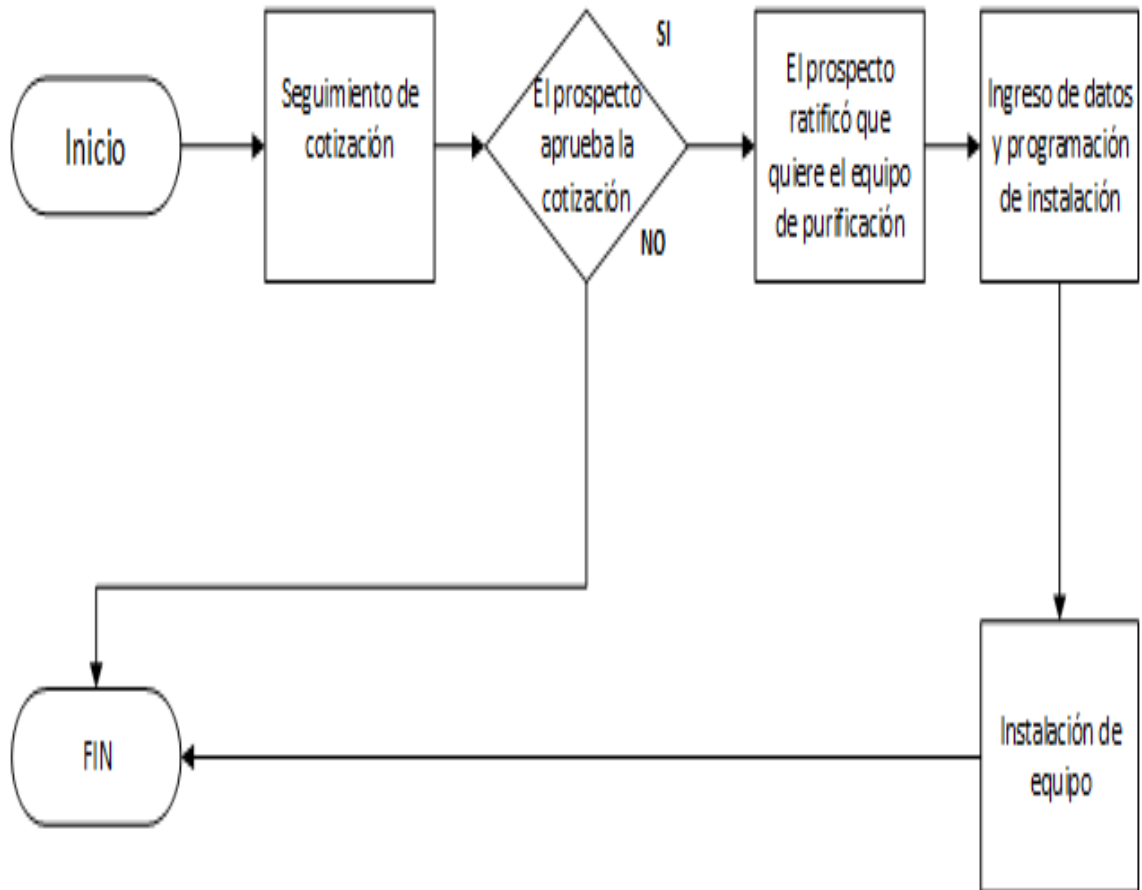 Inicio
Seguimiento de
cotización
El prospecto
aprueba la
cotización
SI
NO
El prospecto
ratificó que
quiere el equipo
de purificación
Ingreso de datos
y programación
de instalación
Instalación de
equipo
FIN